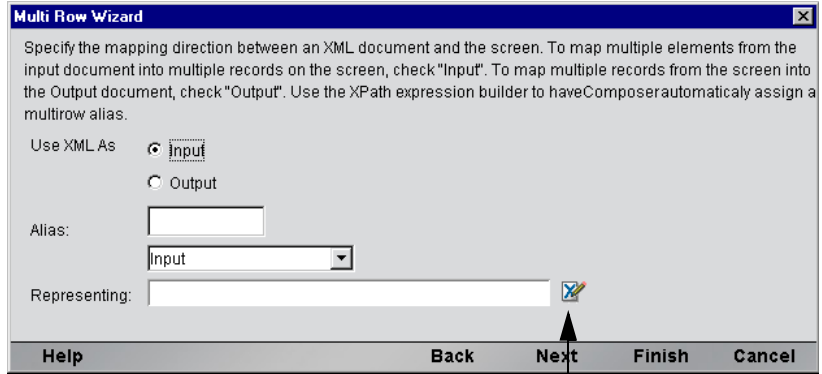 Multi Row Wizard
Specify the mapping direction between an XML document and the screen. To map multiple elements from the
input document into multiple records on the screen, check "Input". To map multiple records from the screen into
the Output document, check "Output". Use the XPath expression builder to haveComposerautomaticaly assign a
multirow alias.
Use XML As
Input
Output
Alias:
Input
Representing:
Help Back Next Finish Cancel